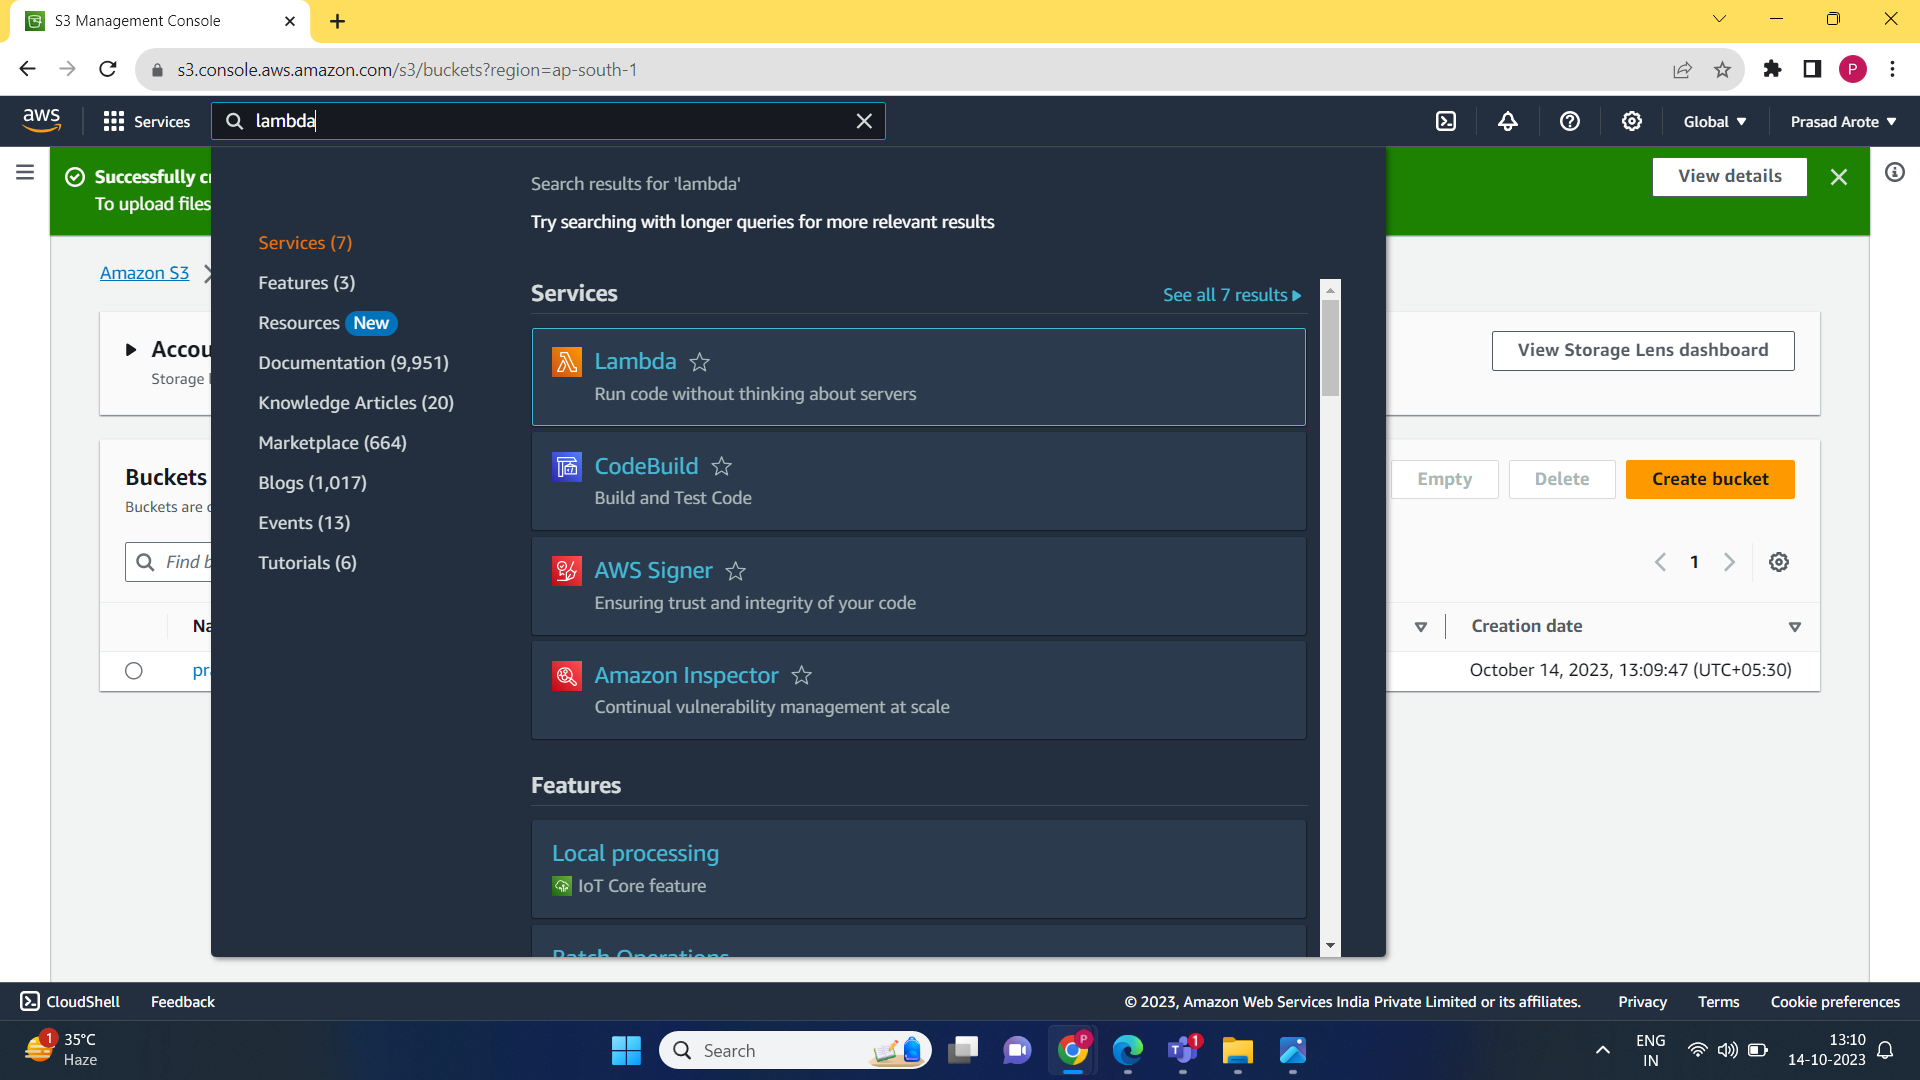 S3 Management Console
s3.console.aws.amazon.com/s3/buckets?region=ap-south-1
P
aws
Services
lambda
Global
Prasad Arote
Successfully cr
To upload files
View details
Search results for 'lambda'
Try searching with longer queries for more relevant results
Services (7)
Features (3)
Resources New
Documentation (9,951)
Knowledge Articles (20)
Marketplace (664)
Blogs (1,017)
Events (13)
Tutorials (6)
Services
See all 7 results
Lambda
Run code without thinking about servers
CodeBuild
Build and Test Code
AWS Signer
Ensuring trust and integrity of your code
Amazon Inspector
Continual vulnerability management at scale
Features
Local processing
IoT Core feature
Batch Operations
Amazon S3
Accou
Storage
View Storage Lens dashboard
Buckets
Buckets are
Empty
Delete
Create bucket
Find b
1
Na
Creation date
pr
October 14, 2023, 13:09:47 (UTC+05:30)
CloudShell
Feedback
© 2023, Amazon Web Services India Private Limited or its affiliates.
Privacy
Terms
Cookie preferences
1
35°C
Haze
Search
P
1
ENG
IN
13:10
14-10-2023